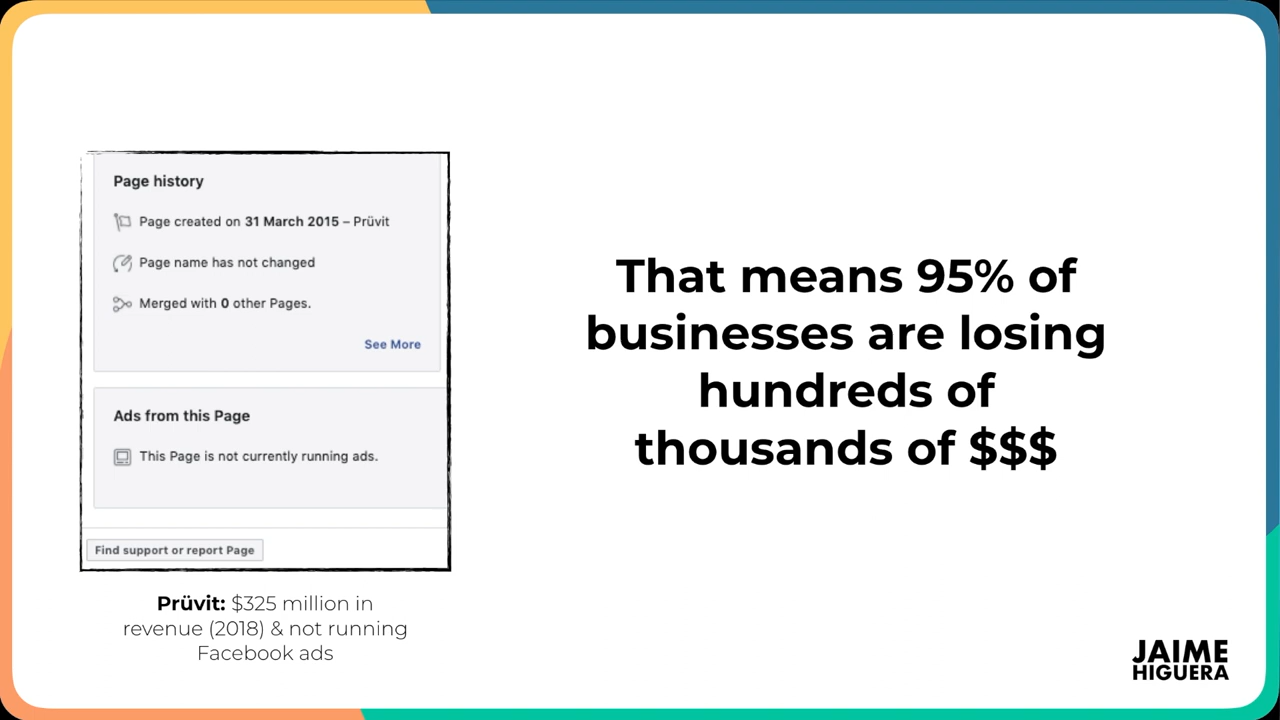 Page history
Page created on 31 March 2015 – Prüvit
Page name has not changed
Merged with 0 other Pages.
See More
Ads from this Page
This Page is not currently running ads.
Find support or report Page
Prüvit: $325 million in
revenue (2018) & not running
Facebook ads
That means 95% of
businesses are losing
hundreds of
thousands of $$$
JAIME
HIGUERA